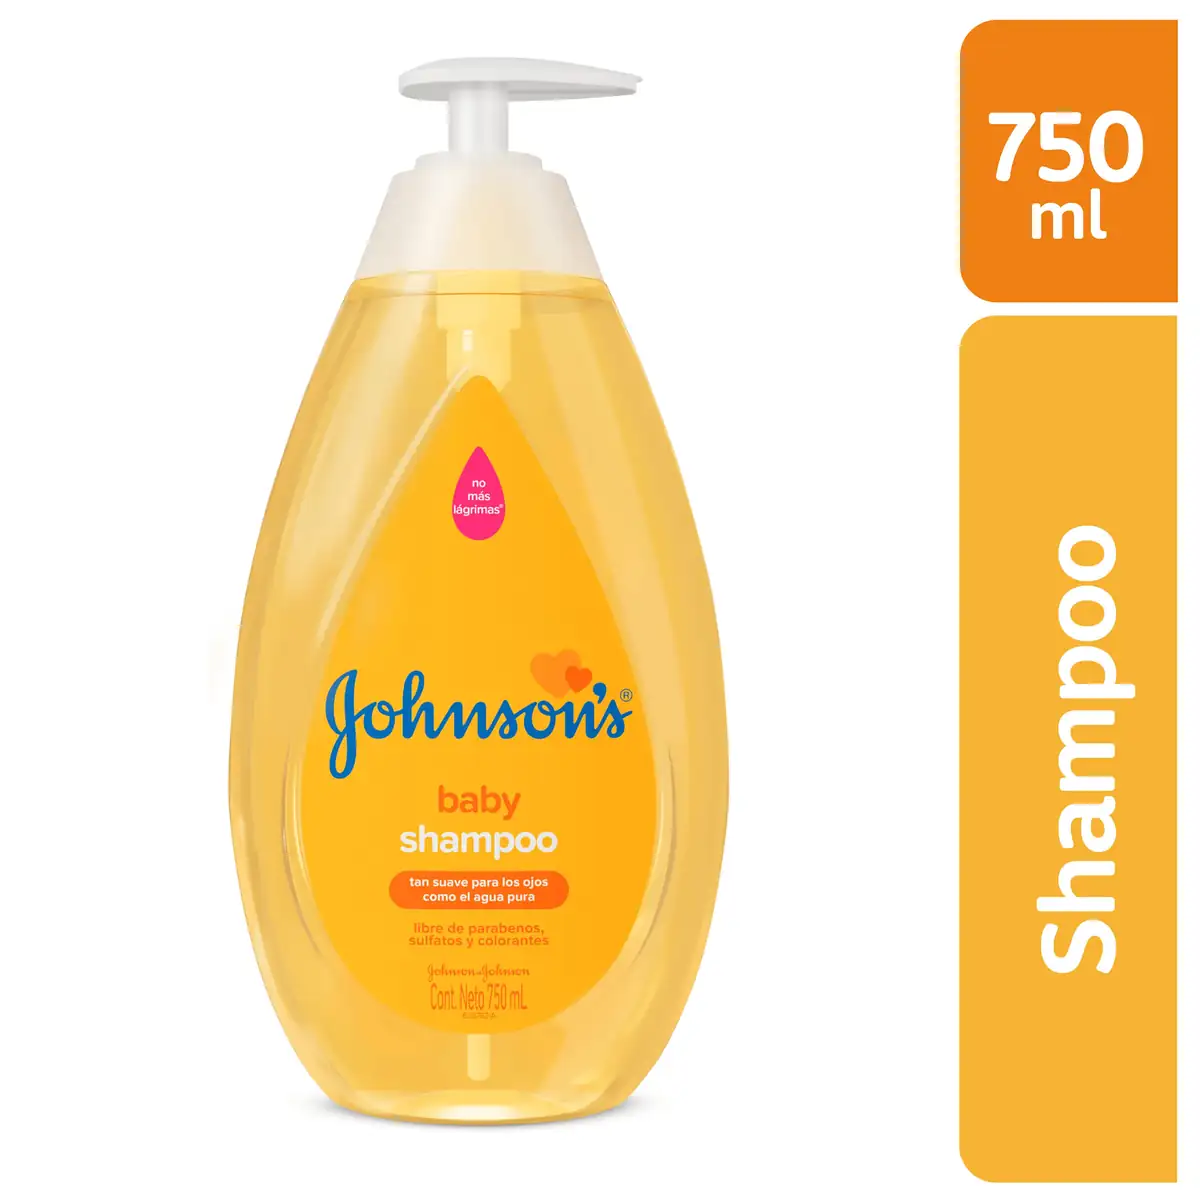 no
más
lágrimas®
Johnson's®
baby
shampoo
tan suave para los ojos
como el agua pura
libre de parabenos,
sulfatos y colorantes
Johnson&Johnson
Cont. Neto 750 mL
750
ml
Shampoo